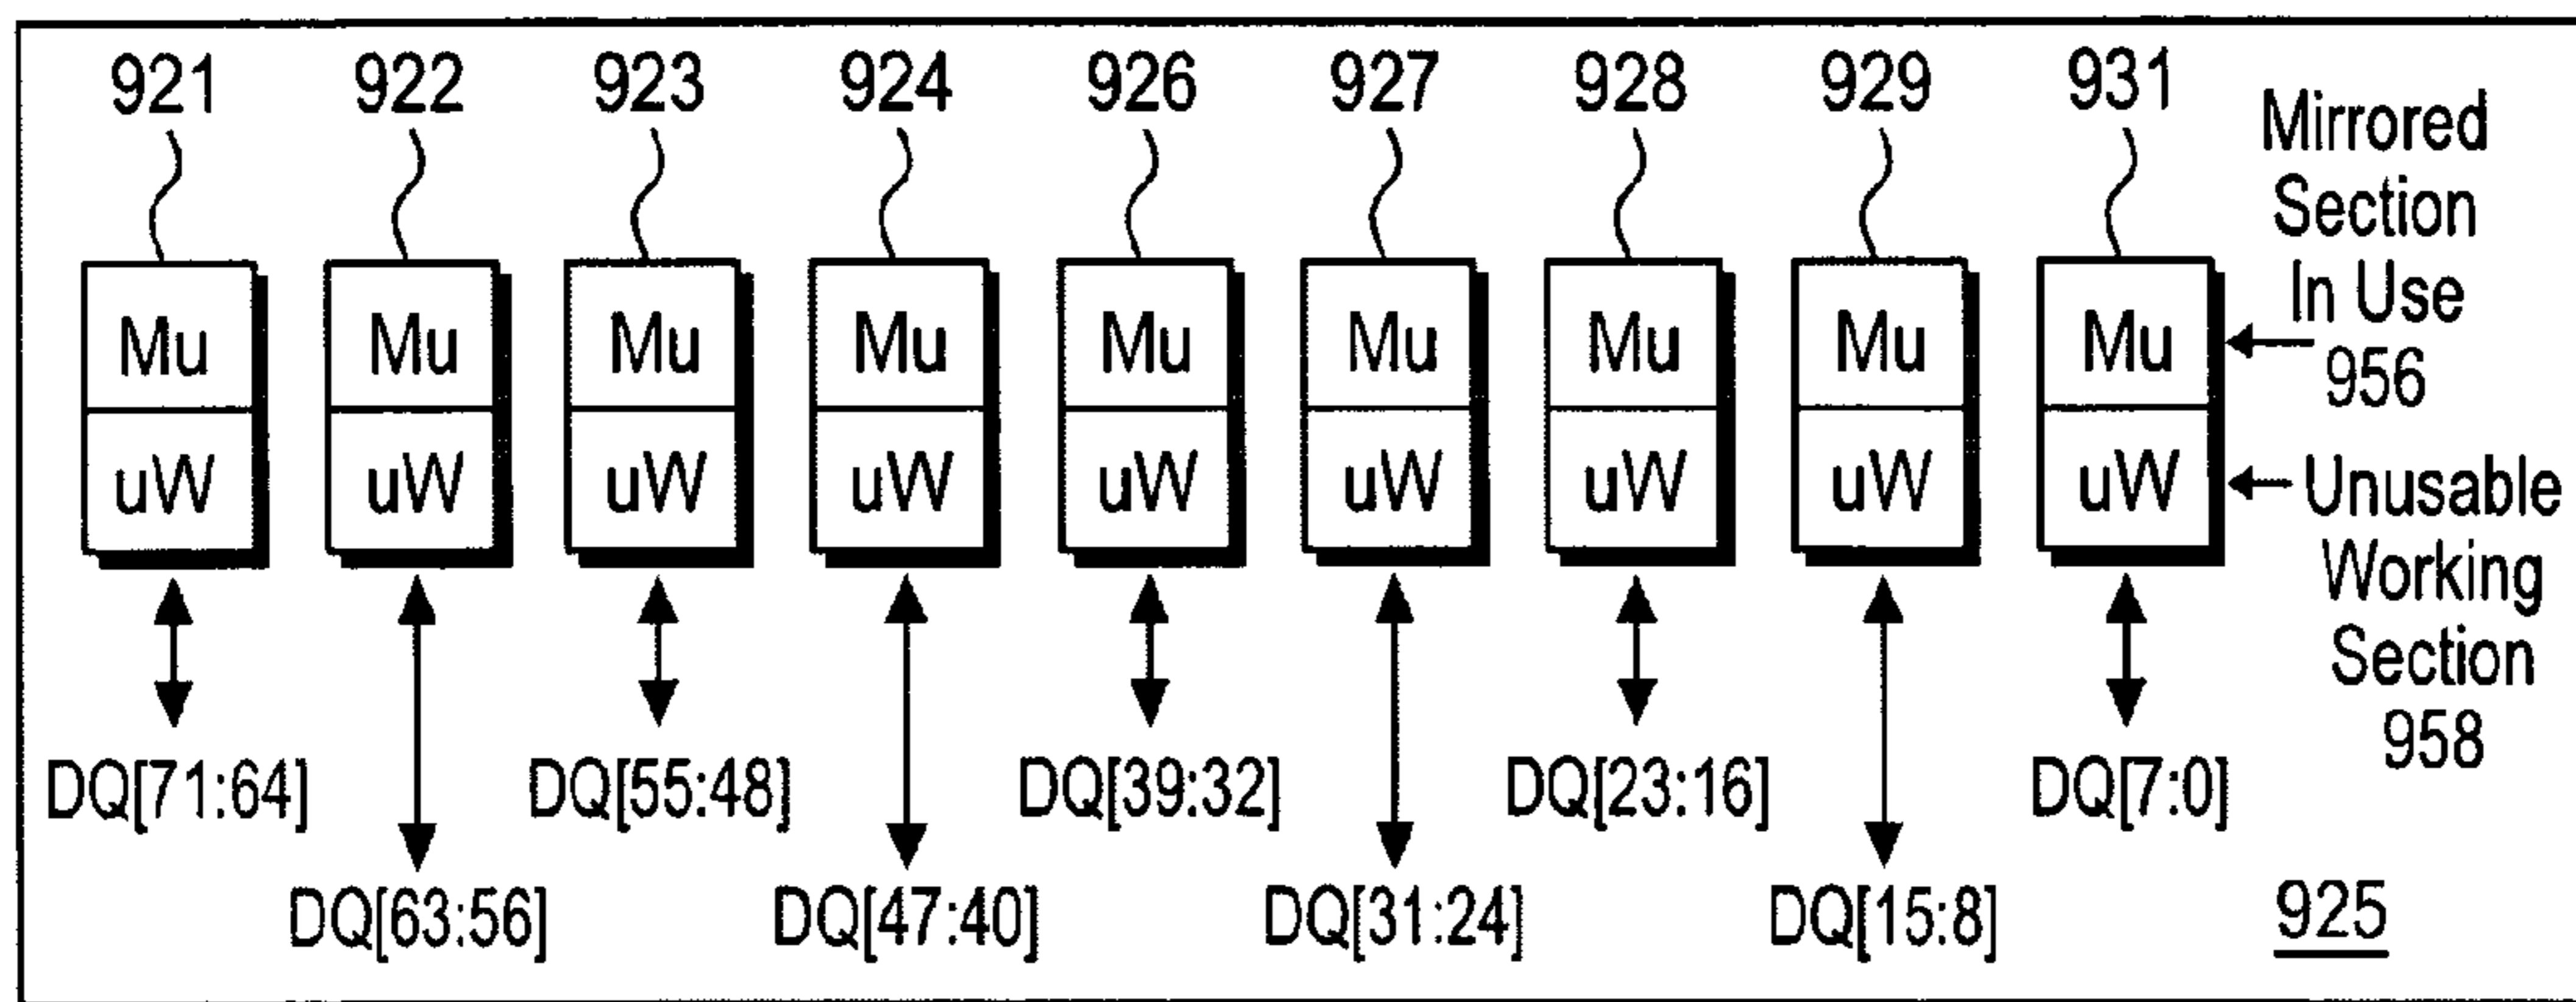 921 922 923 924 926 927 928 929 931
Mirrored
Section
In Use
956
Mu Mu Mu Mu Mu Mu Mu Mu Mu
uW uW uW uW uW uW uW uW uW
Unusable
Working
Section
958
DQ[71:64] DQ[55:48] DQ[39:32] DQ[23:16] DQ[7:0]
DQ[63:56] DQ[47:40] DQ[31:24] DQ[15:8]
925